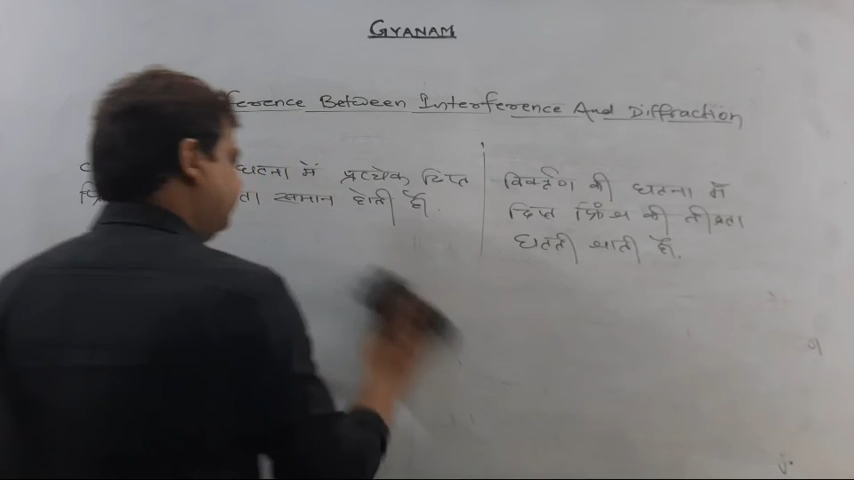 GYANAM
ference Between Interference And Diffraction
घटना में प्रत्येक दिप्त
ता समान होती है.
विवर्तन की घटना में
दिप्त फ्रिंज की तीव्रता
घटती जाती है.